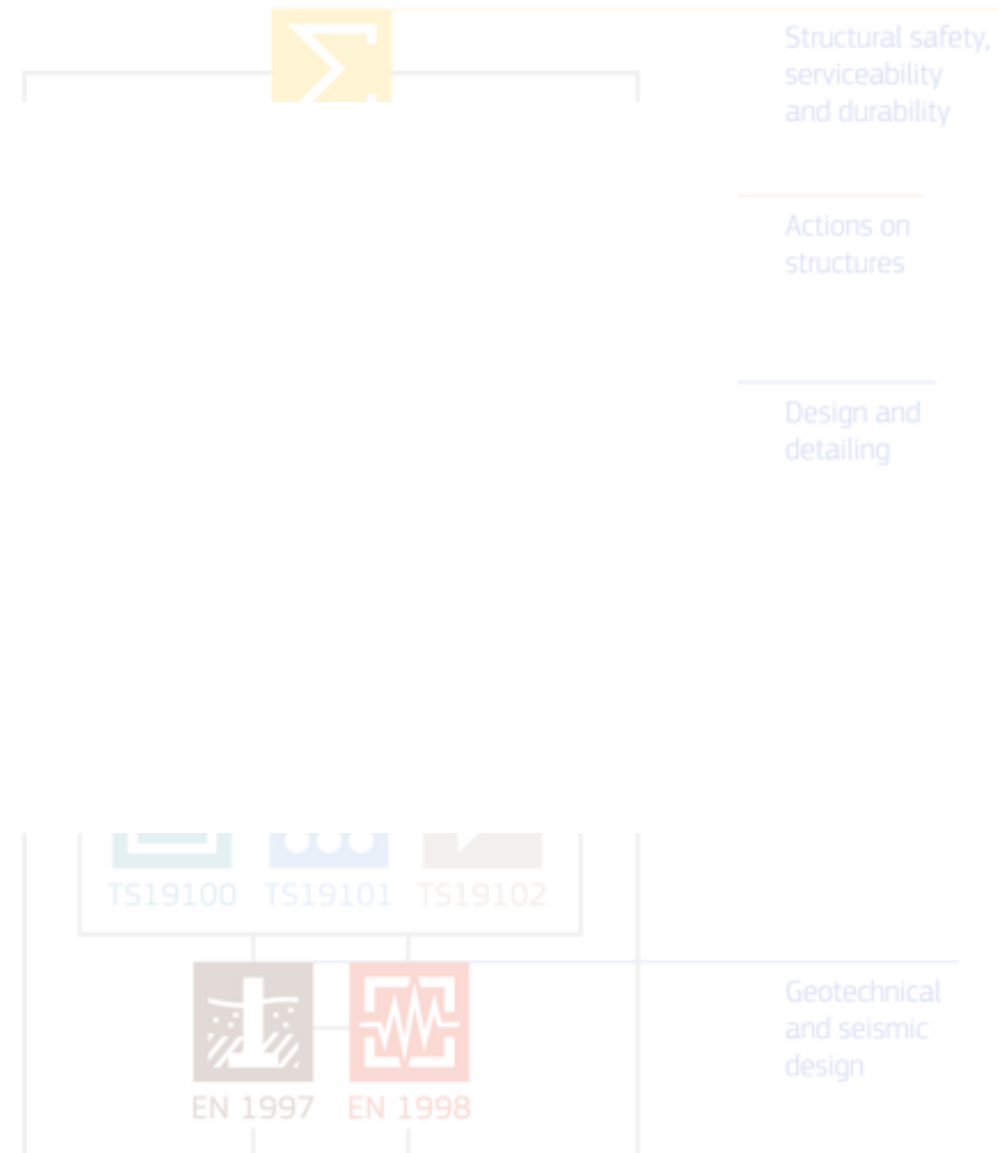 Structural safety,
serviceability
and durability
Actions on
structures
Design and
detailing
TS19100 TS19101 TS19102
Geotechnical
and seismic
design
EN 1997 EN 1998